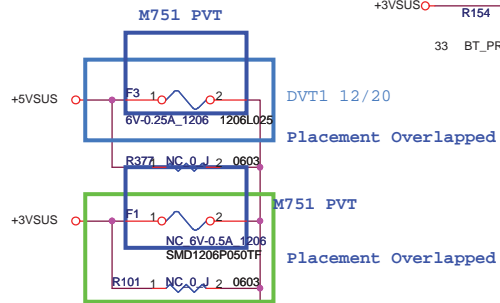 M751 PVT
+3VSUS
R154
33 BT_PR
+5VSUS
F3 1 2
6V-0.25A_1206 1206L025
DVT1 12/20
Placement Overlapped
R377 1 NC_0_J 2 0603
M751 PVT
+3VSUS
F1 1 2
NC_6V-0.5A_1206
SMD1206P050TF
Placement Overlapped
R101 1 NC_0_J 2 0603